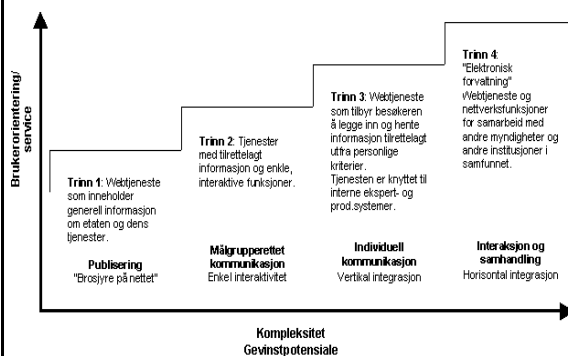 Brukerorientering/
service
Trinn 1: Webtjeneste
som inneholder
generell informasjon
om etaten og dens
tjenester.
Publisering
"Brosjyre på nettet"
Trinn 2: Tjenester
med tilrettelagt
informasjon og enkle,
interaktive funksjoner.
Målgrupperettet
kommunikasjon
Enkel interaktivitet
Trinn 3: Webtjeneste
som tilbyr besøkeren
å legge inn og hente
informasjon tilrettelagt
utfra personlige
kriterier.
Tjenesten er knyttet til
interne ekspert- og
prod.systemer.
Individuell
kommunikasjon
Vertikal integrasjon
Trinn 4:
"Elektronisk
forvaltning"
Webtjeneste og
nettverksfunksjoner
for samarbeid med
andre myndigheter og
andre institusjoner i
samfunnet.
Interaksjon og
samhandling
Horisontal integrasjon
Kompleksitet
Gevinstpotensiale